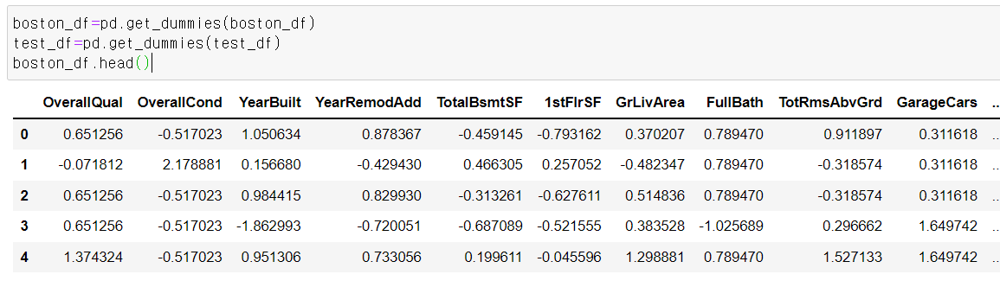 boston_df=pd.get_dummies(boston_df)
test_df=pd.get_dummies(test_df)
boston_df.head()
OverallQual OverallCond YearBuilt YearRemodAdd TotalBsmtSF 1stFlrSF GrLivArea FullBath TotRmsAbvGrd GarageCars ..
0 0.651256 -0.517023 1.050634 0.878367 -0.459145 -0.793162 0.370207 0.789470 0.911897 0.311618 ..
1 -0.071812 2.178881 0.156680 -0.429430 0.466305 0.257052 -0.482347 0.789470 -0.318574 0.311618 ..
2 0.651256 -0.517023 0.984415 0.829930 -0.313261 -0.627611 0.514836 0.789470 -0.318574 0.311618 ..
3 0.651256 -0.517023 -1.862993 -0.720051 -0.687089 -0.521555 0.383528 -1.025689 0.296662 1.649742 ..
4 1.374324 -0.517023 0.951306 0.733056 0.199611 -0.045596 1.298881 0.789470 1.527133 1.649742 ..